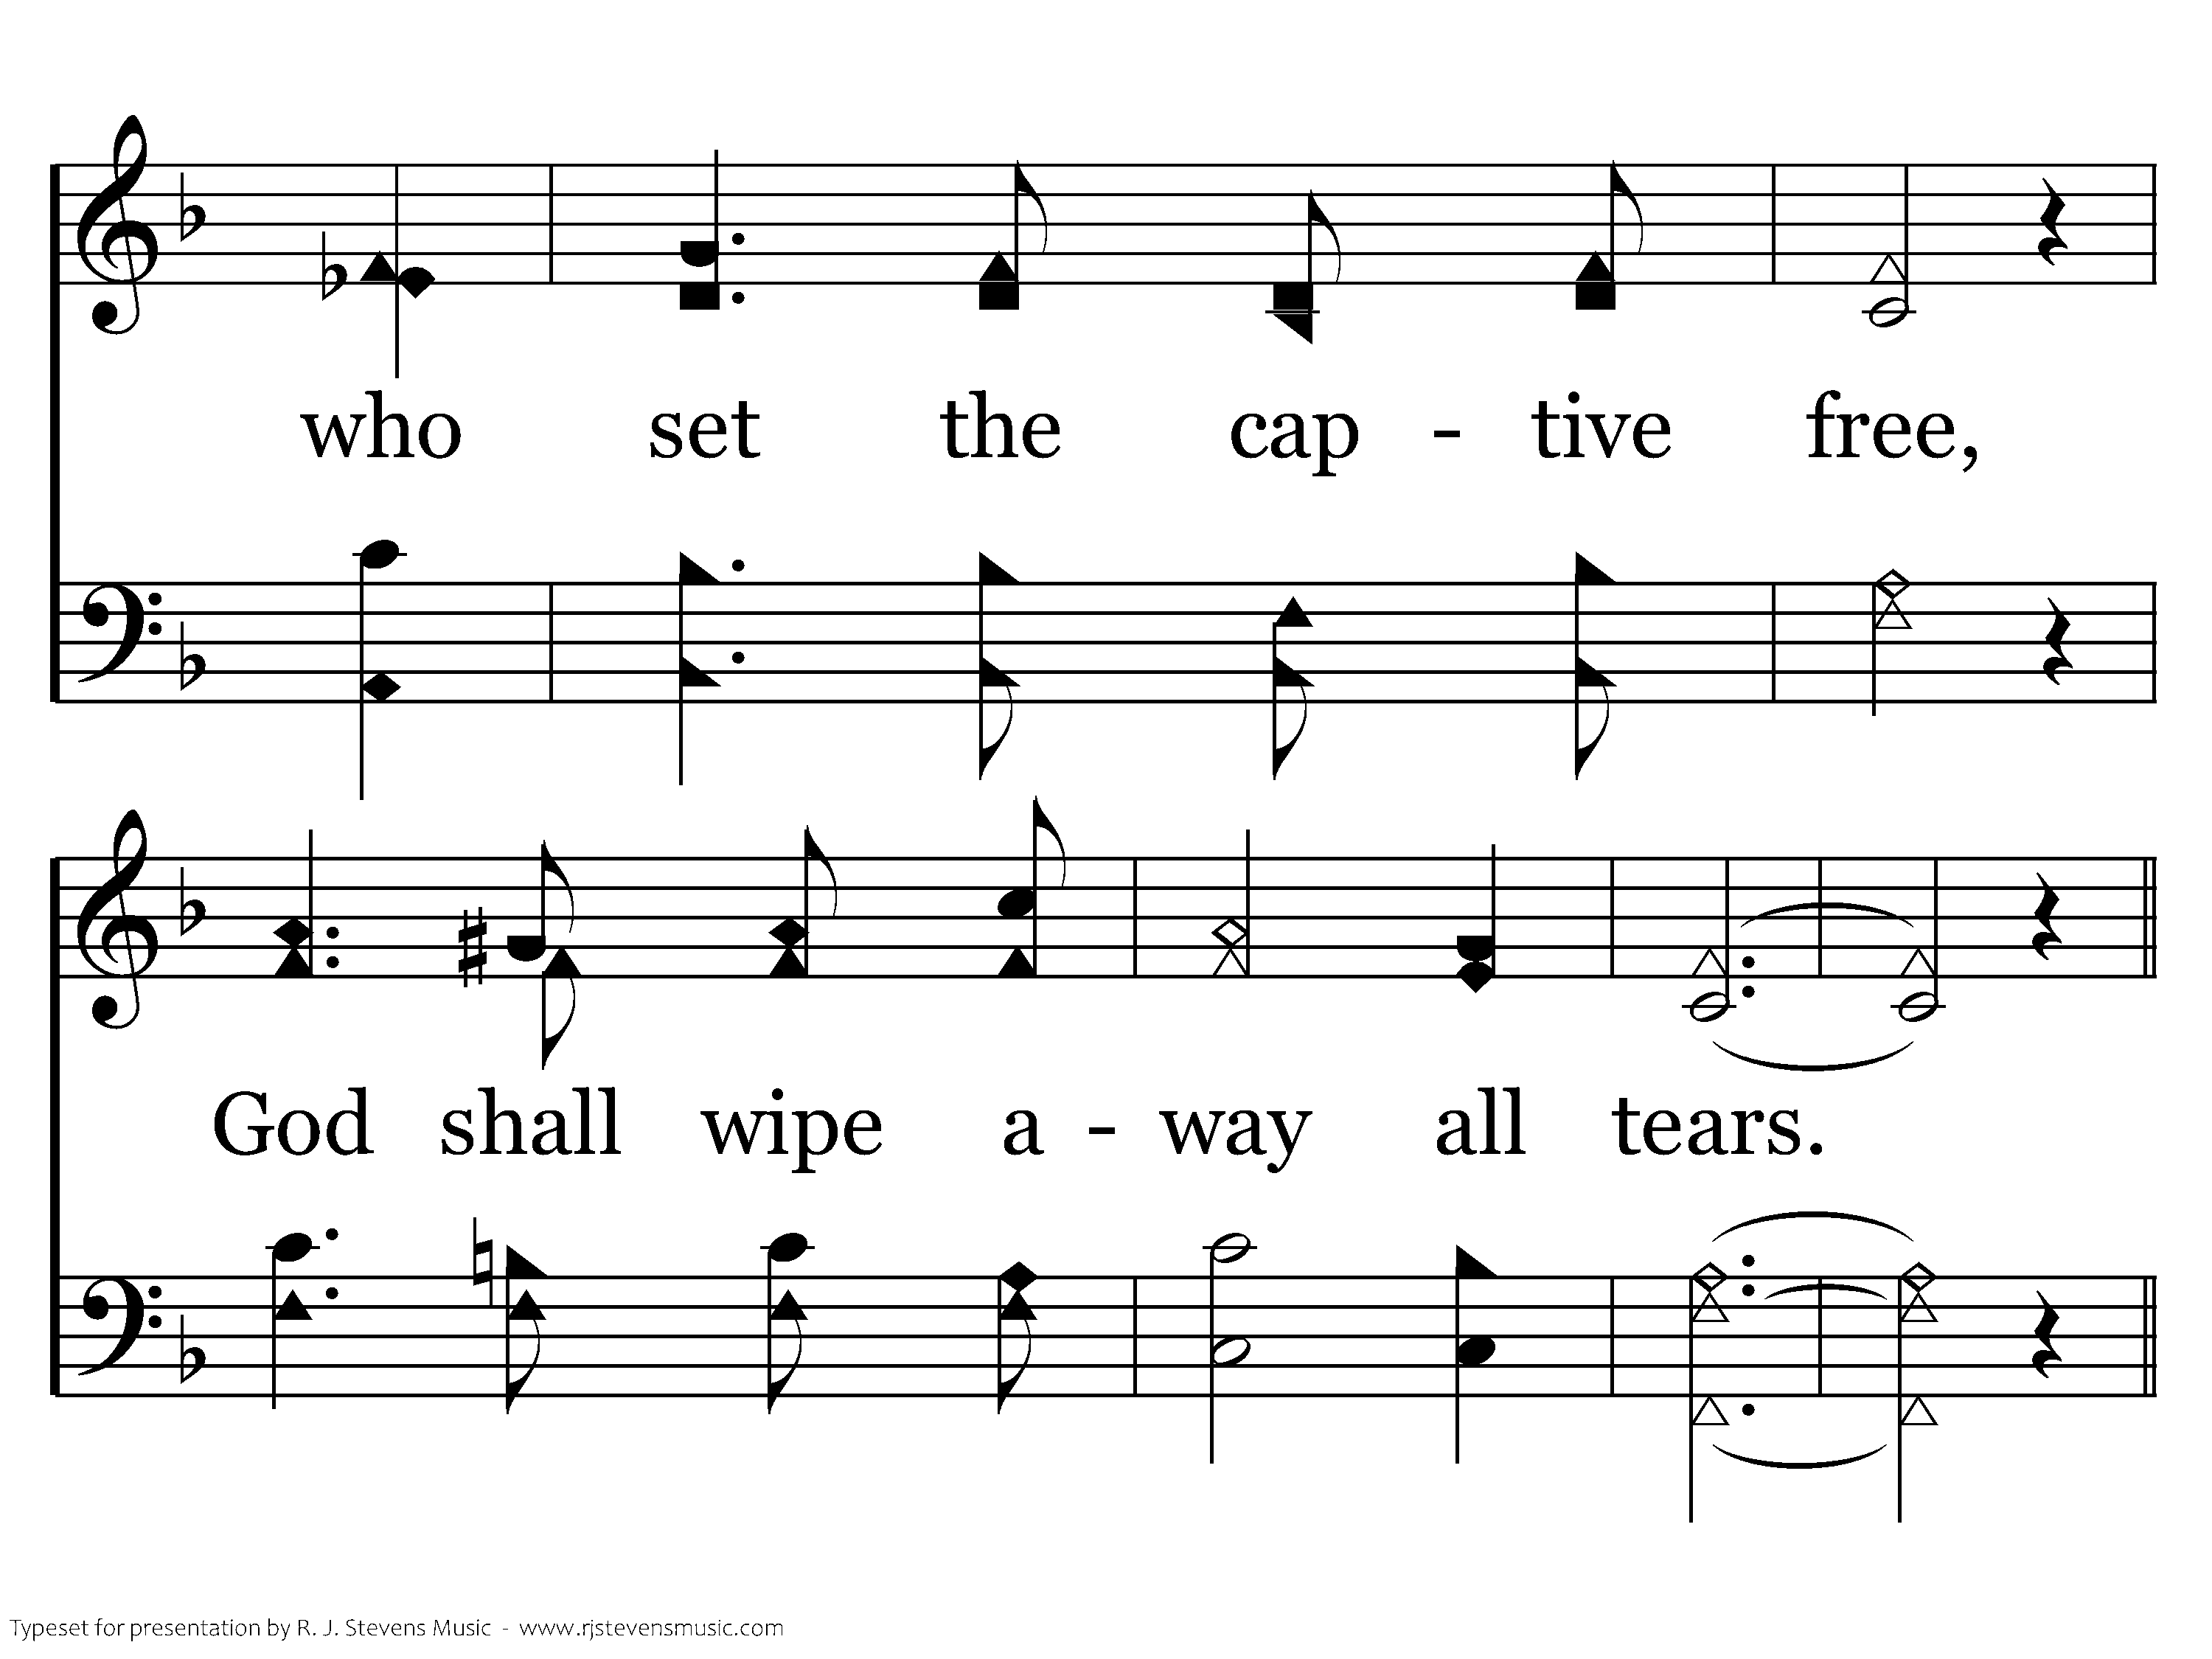 who set the cap - tive free,
God shall wipe a - way all tears.
Typeset for presentation by R. J. Stevens Music - www.rjstevensmusic.com